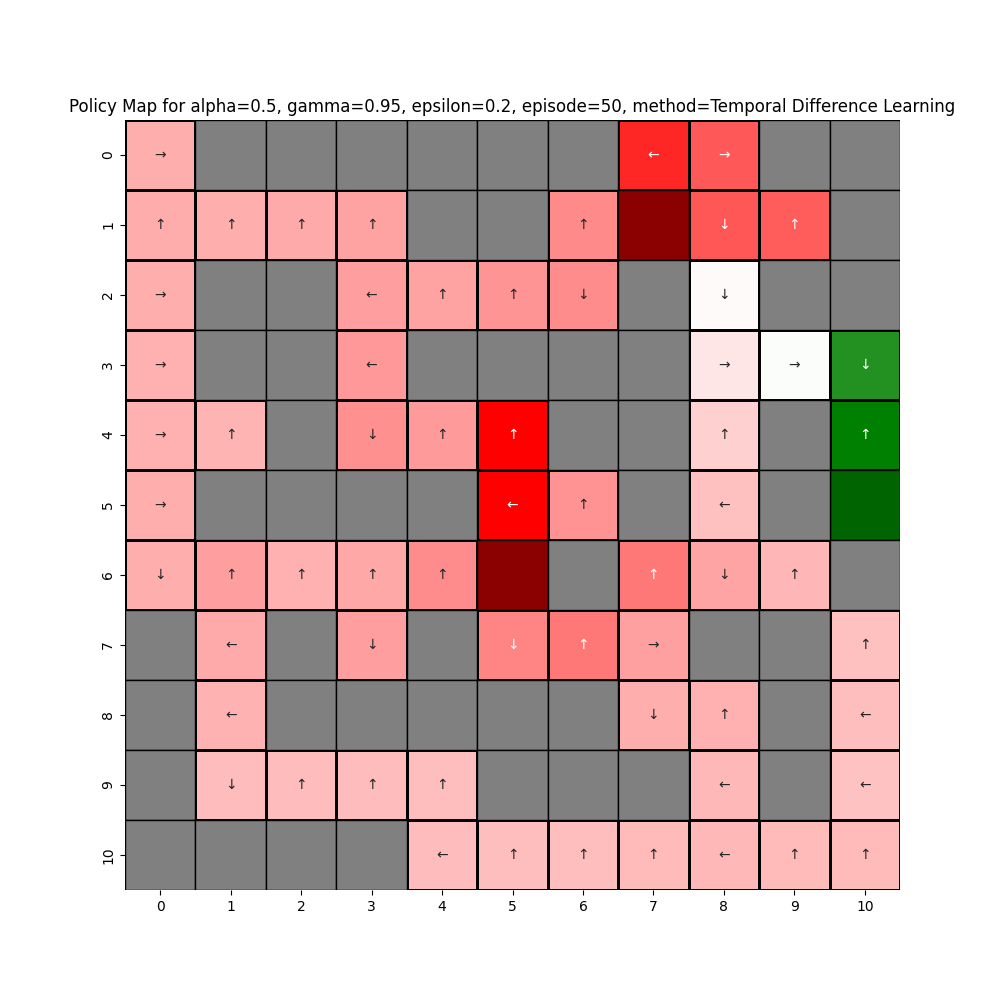 Policy Map for alpha=0.5, gamma=0.95, epsilon=0.2, episode=50, method=Temporal Difference Learning
0 → ← →
1 ↑ ↑ ↑ ↑ ↑ ↓ ↑
2 → ← ↑ ↑ ↓ ↓
3 → ← → → ↓
4 → ↑ ↓ ↑ ↑ ↑ ↑
5 → ← ↑ ←
6 ↓ ↑ ↑ ↑ ↑ ↑ ↓ ↑
7 ← ↓ ↓ ↑ → ↑
8 ← ↓ ↑ ←
9 ↓ ↑ ↑ ↑ ← ←
10 ← ↑ ↑ ↑ ← ↑ ↑
0 1 2 3 4 5 6 7 8 9 10